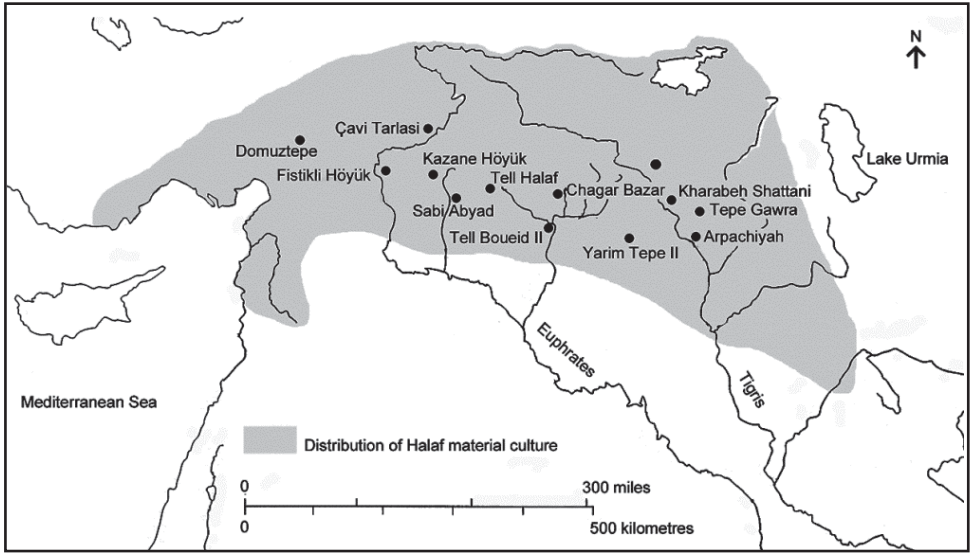 N
Çavi Tarlasi
Domuztepe
Kazane Höyük
Lake Urmia
Fistikli Höyük
Tell Halaf
Chagar Bazar
Kharabeh Shattani
Sabi Abyad
Tepe Gawra
Tell Boueid II
Arpachiyah
Yarim Tepe II
Euphrates
Tigris
Mediterranean Sea
Distribution of Halaf material culture
0
300 miles
0
500 kilometres